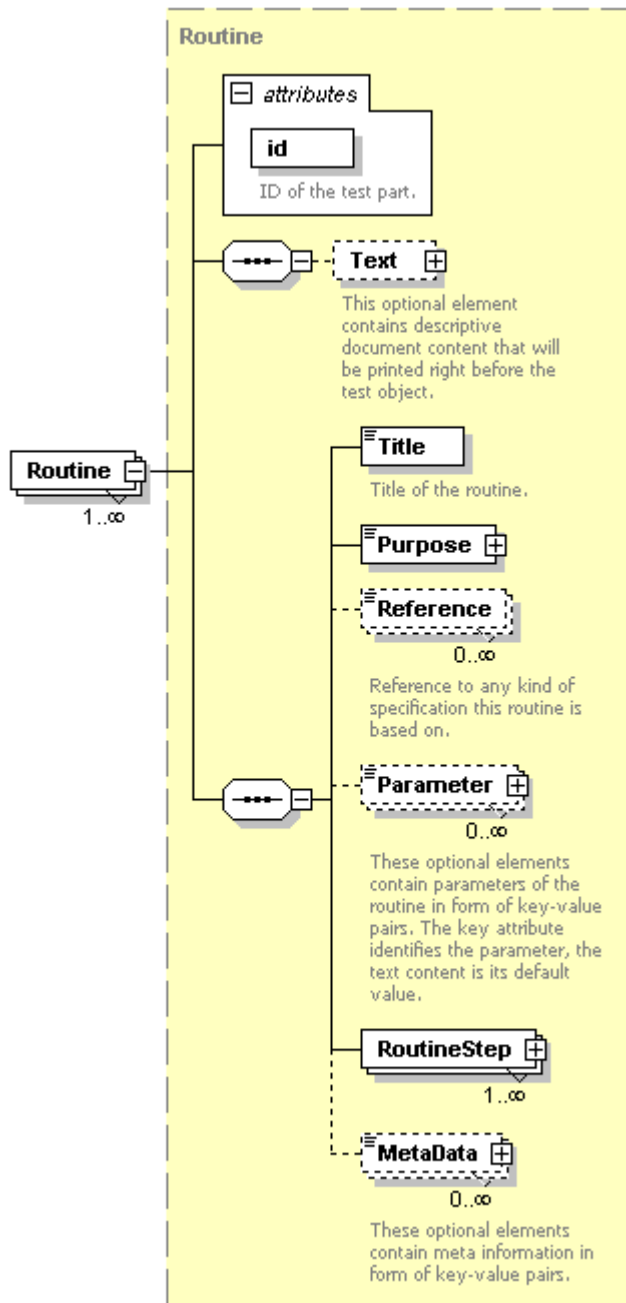 Routine
attributes
id
ID of the test part.
Text
This optional element
contains descriptive
document content that will
be printed right before the
test object.
Title
Title of the routine.
Routine
1..∞
Purpose
Reference
0..∞
Reference to any kind of
specification this routine is
based on.
Parameter
0..∞
These optional elements
contain parameters of the
routine in form of key-value
pairs. The key attribute
identifies the parameter, the
text content is its default
value.
RoutineStep
1..∞
MetaData
0..∞
These optional elements
contain meta information in
form of key-value pairs.